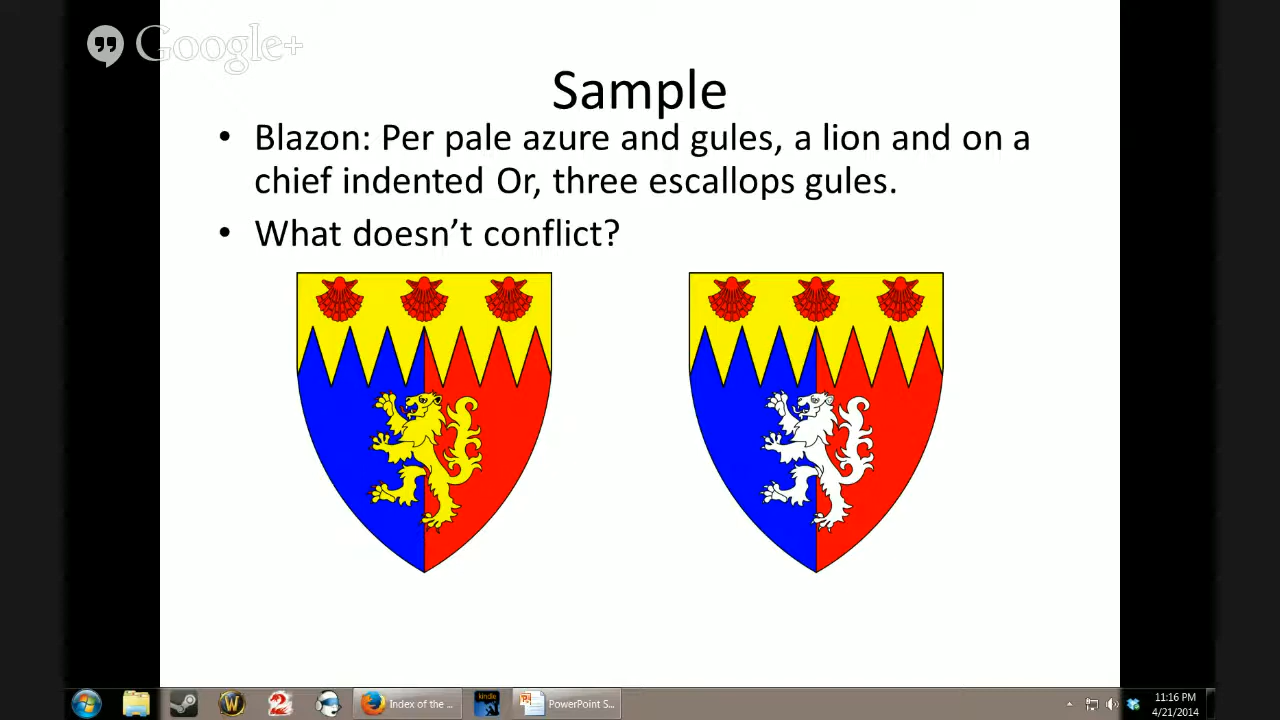 Google+
Sample
• Blazon: Per pale azure and gules, a lion and on a
chief indented Or, three escallops gules.
• What doesn't conflict?
kindle
Index of the ...
PowerPoint S...
11:16 PM
4/21/2014